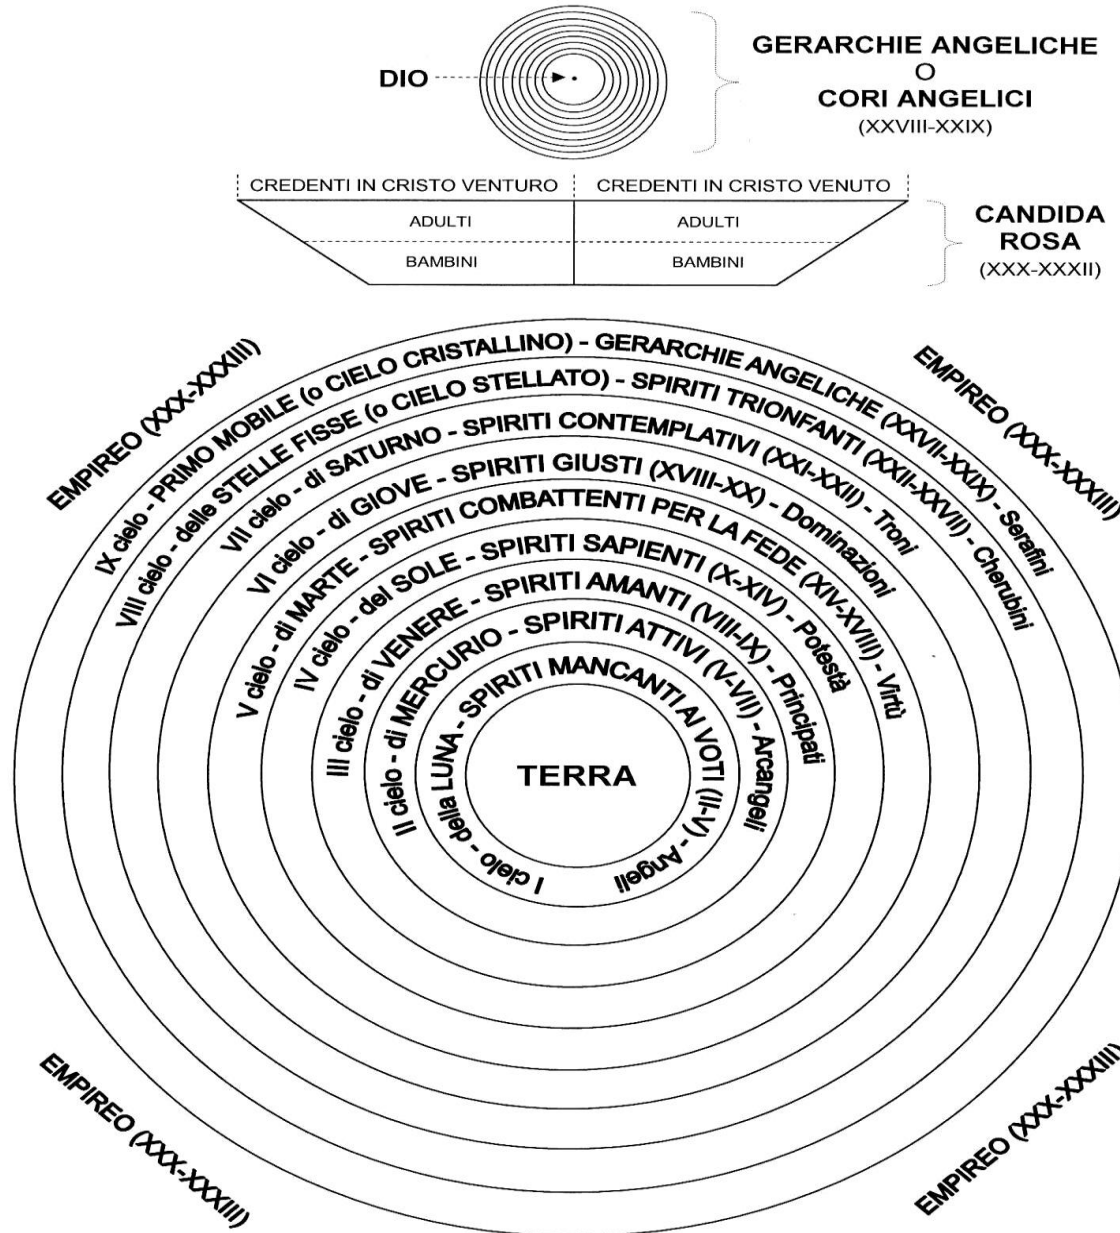 GERARCHIE ANGELICHE
O
CORI ANGELICI
(XXVIII-XXIX)
DIO
CREDENTI IN CRISTO VENTURO
CREDENTI IN CRISTO VENUTO
ADULTI
ADULTI
BAMBINI
BAMBINI
CANDIDA
ROSA
(XXX-XXXII)
EMPIREO (XXX-XXXIII)
EMPIREO (XXX-XXXIII)
IX cielo - PRIMO MOBILE (o CIELO CRISTALLINO) - GERARCHIE ANGELICHE (XXVII-XXIX) - Serafini
VIII cielo - delle STELLE FISSE (o CIELO STELLATO) - SPIRITI TRIONFANTI (XXII-XXVII) - Cherubini
VII cielo - di SATURNO - SPIRITI CONTEMPLATIVI (XXI-XXII) - Troni
VI cielo - di GIOVE - SPIRITI GIUSTI (XVIII-XX) - Dominazioni
V cielo - di MARTE - SPIRITI COMBATTENTI PER LA FEDE (XIV-XVIII) - Virtù
IV cielo - del SOLE - SPIRITI SAPIENTI (X-XIV) - Potestà
III cielo - di VENERE - SPIRITI AMANTI (VIII-IX) - Principati
II cielo - di MERCURIO - SPIRITI ATTIVI (V-VII) - Arcangeli
I cielo - della LUNA - SPIRITI MANCANTI AI VOTI (II-V) - Angeli
TERRA
EMPIREO (XXX-XXXIII)
EMPIREO (XXX-XXXIII)